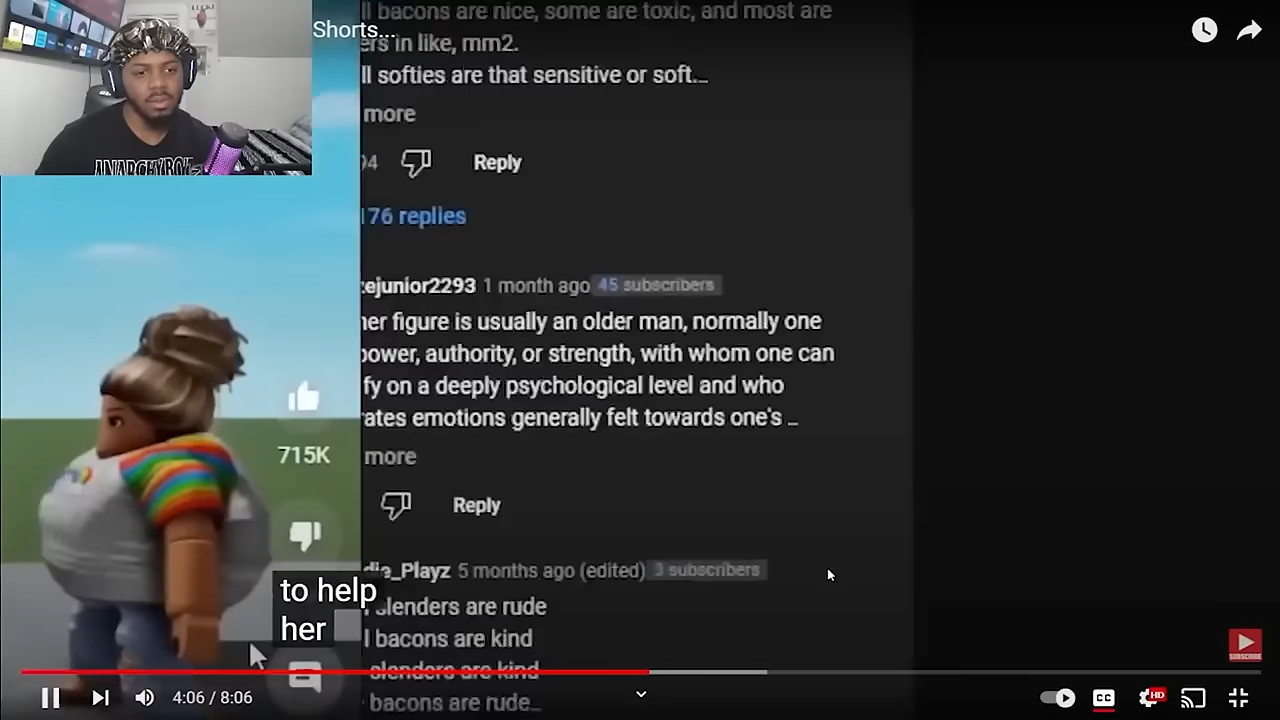 Shorts...
ll bacons are nice, some are toxic, and most are
ers in like, mm2.
ll softies are that sensitive or soft...
more
94
Reply
176 replies
ejunior2293 1 month ago 45 subscribers
her figure is usually an older man, normally one
power, authority, or strength, with whom one can
fy on a deeply psychological level and who
rates emotions generally felt towards one's ..
more
Reply
715K
die_Playz 5 months ago (edited) 3 subscribers
slenders are rude
l bacons are kind
slenders are kind
bacons are rude...
to help
her
4:06 / 8:06
CC
HD
SUBSCRIBE